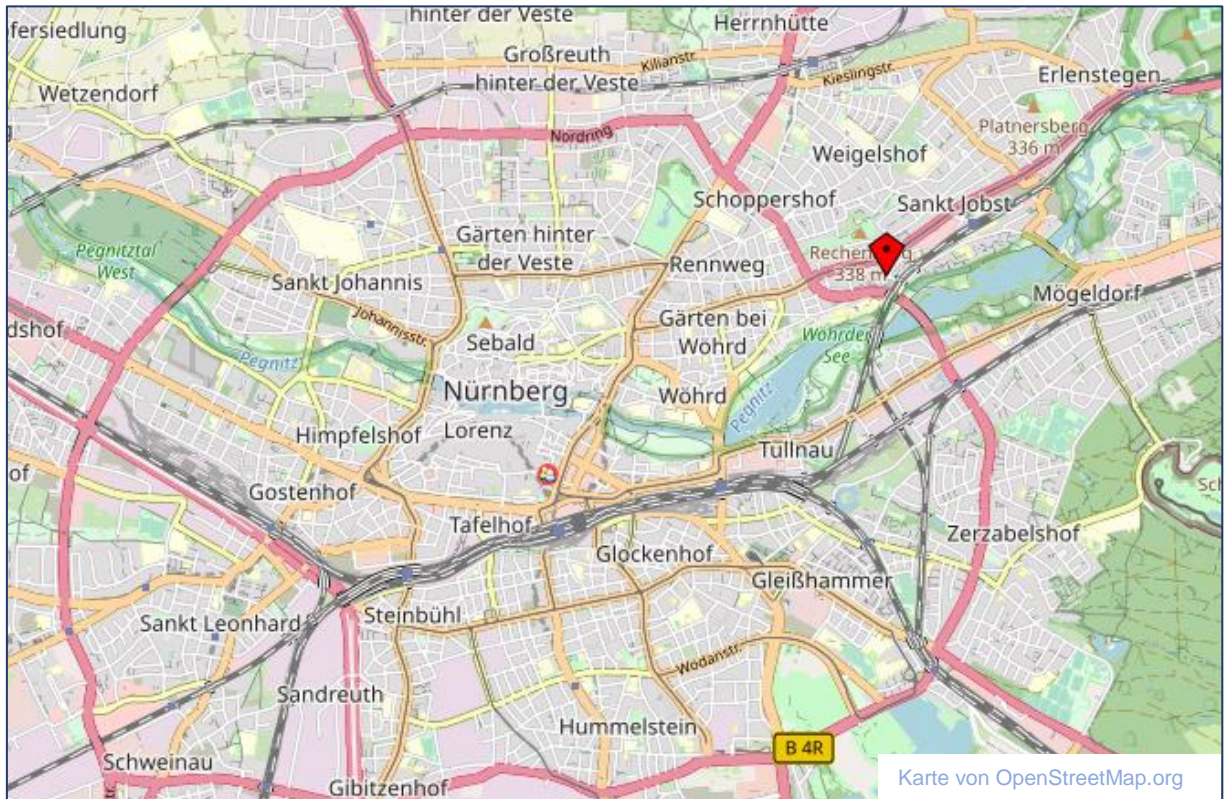 hinter der Veste
Herrnhütte
fersiedlung
Großreuth
hinter der Veste
Kilianstr.
Kieslingstr.
Erlenstegen
Wetzendorf
Platnersberg
336 m
Nordring
Weigelshof
Schoppershof
Sankt Jobst
Pegnitztal
West
Gärten hinter
der Veste
Rennweg
338 m
Sankt Johannis
Mögeldorf
Johannisstr.
dshof
Sebald
Gärten bei
Wöhrd
See
Pegnitz
Nürnberg
Wöhrd
Pegnitz
Himpfelshof
Lorenz
Tullnau
of
Gostenhof
Sch
Tafelhof
Glockenhof
Zerzabelshof
Gleißhammer
Sankt Leonhard
Steinbühl
Wodanstr.
Sandreuth
Hummelstein
B 4R
Schweinau
Gibitzenhof
Karte von OpenStreetMap.org